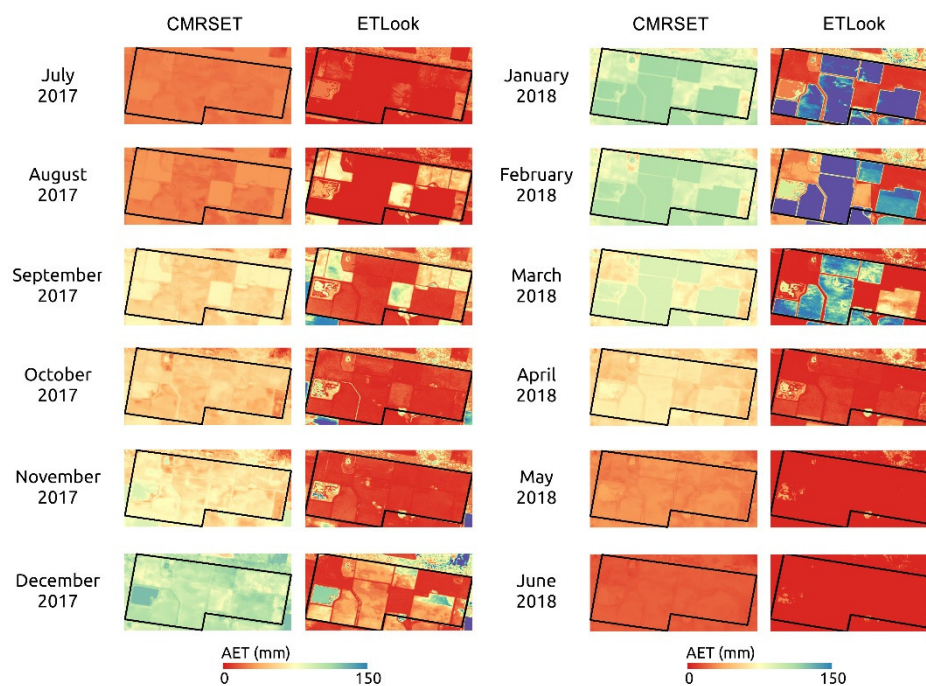 CMRSET ETLook CMRSET ETLook
July
2017
January
2018
August
2017
February
2018
September
2017
March
2018
October
2017
April
2018
November
2017
May
2018
December
2017
June
2018
AET (mm)
0 150
AET (mm)
0 150